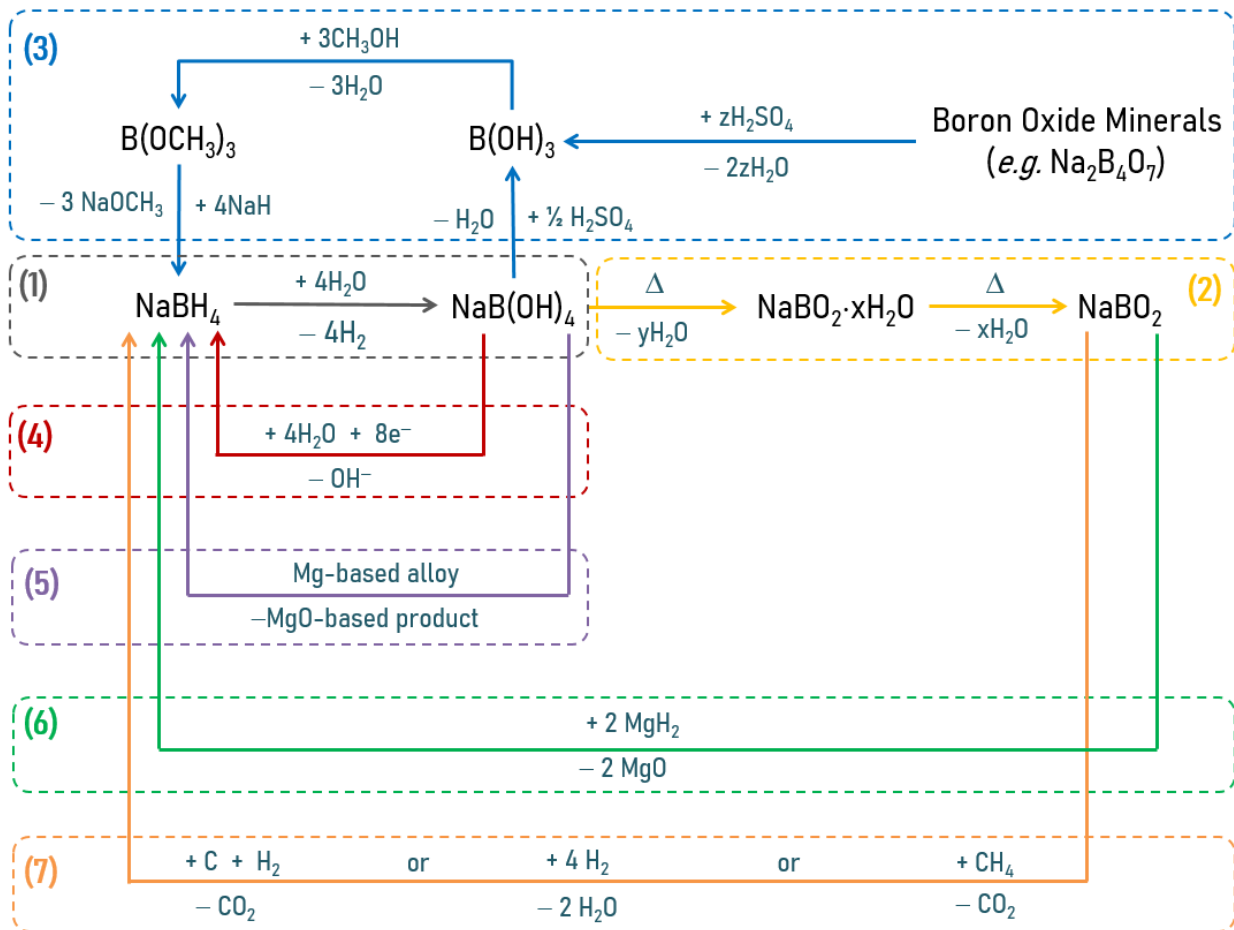 (3)
+ 3CH₃OH
– 3H₂O
B(OCH₃)₃
B(OH)₃
+ zH₂SO₄
– 2zH₂O
Boron Oxide Minerals
(e.g. Na₂B₄O₇)
– 3 NaOCH₃
+ 4NaH
– H₂O
+ ½ H₂SO₄
(1)
NaBH₄
+ 4H₂O
– 4H₂
NaB(OH)₄
Δ
– yH₂O
NaBO₂·xH₂O
Δ
– xH₂O
NaBO₂
(2)
(4)
+ 4H₂O + 8e⁻
– OH⁻
(5)
Mg-based alloy
–MgO-based product
(6)
+ 2 MgH₂
– 2 MgO
(7)
+ C + H₂
– CO₂
or
+ 4 H₂
– 2 H₂O
or
+ CH₄
– CO₂